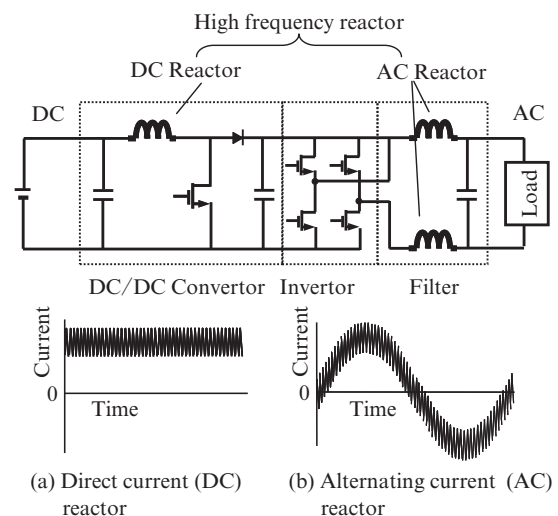 High frequency reactor
DC Reactor
AC Reactor
DC
AC
Load
DC/DC Convertor
Invertor
Filter
Current
0
Time
Current
0
Time
(a) Direct current (DC)
reactor
(b) Alternating current (AC)
reactor